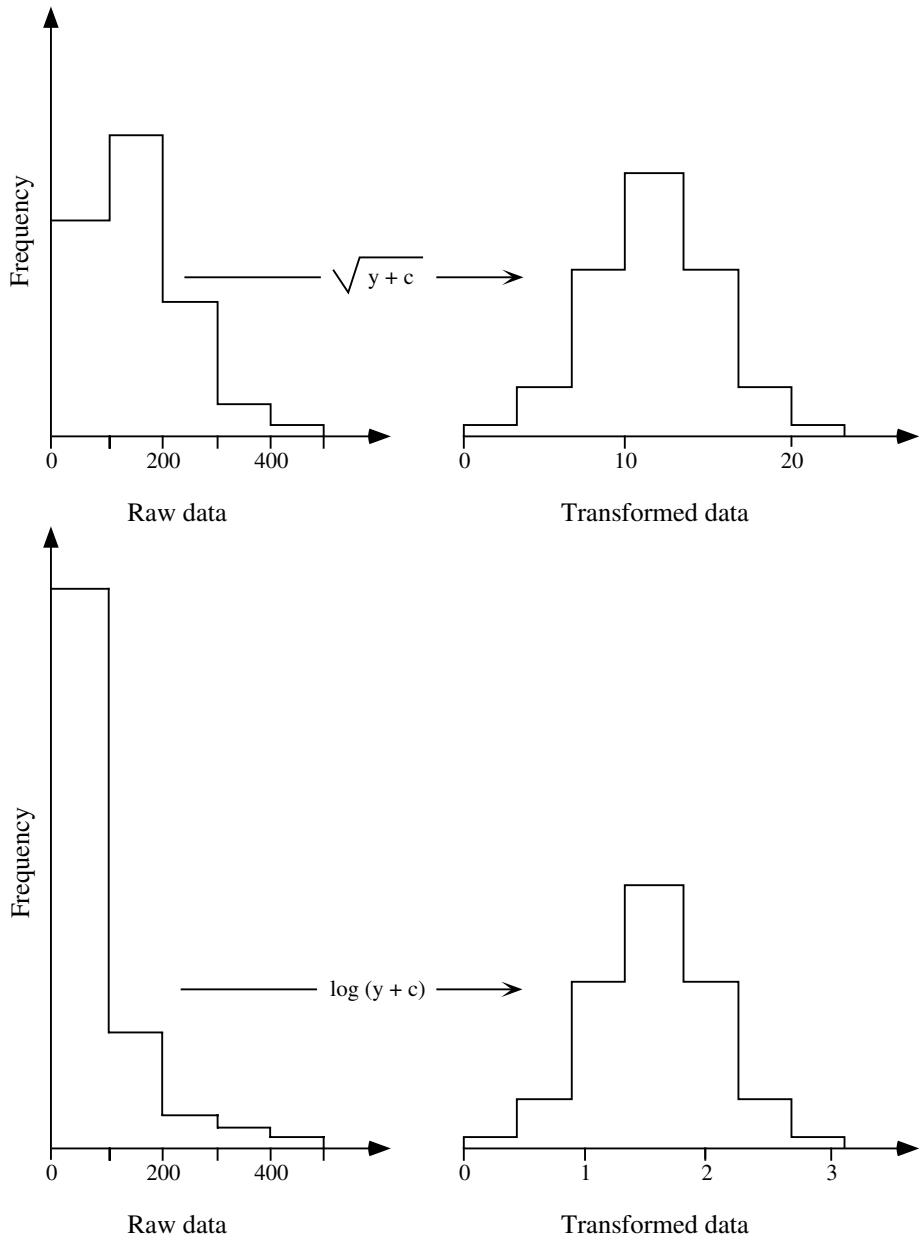 Frequency
√y + c
0 200 400
0 10 20
Raw data
Transformed data
Frequency
log (y + c)
0 200 400
0 1 2 3
Raw data
Transformed data